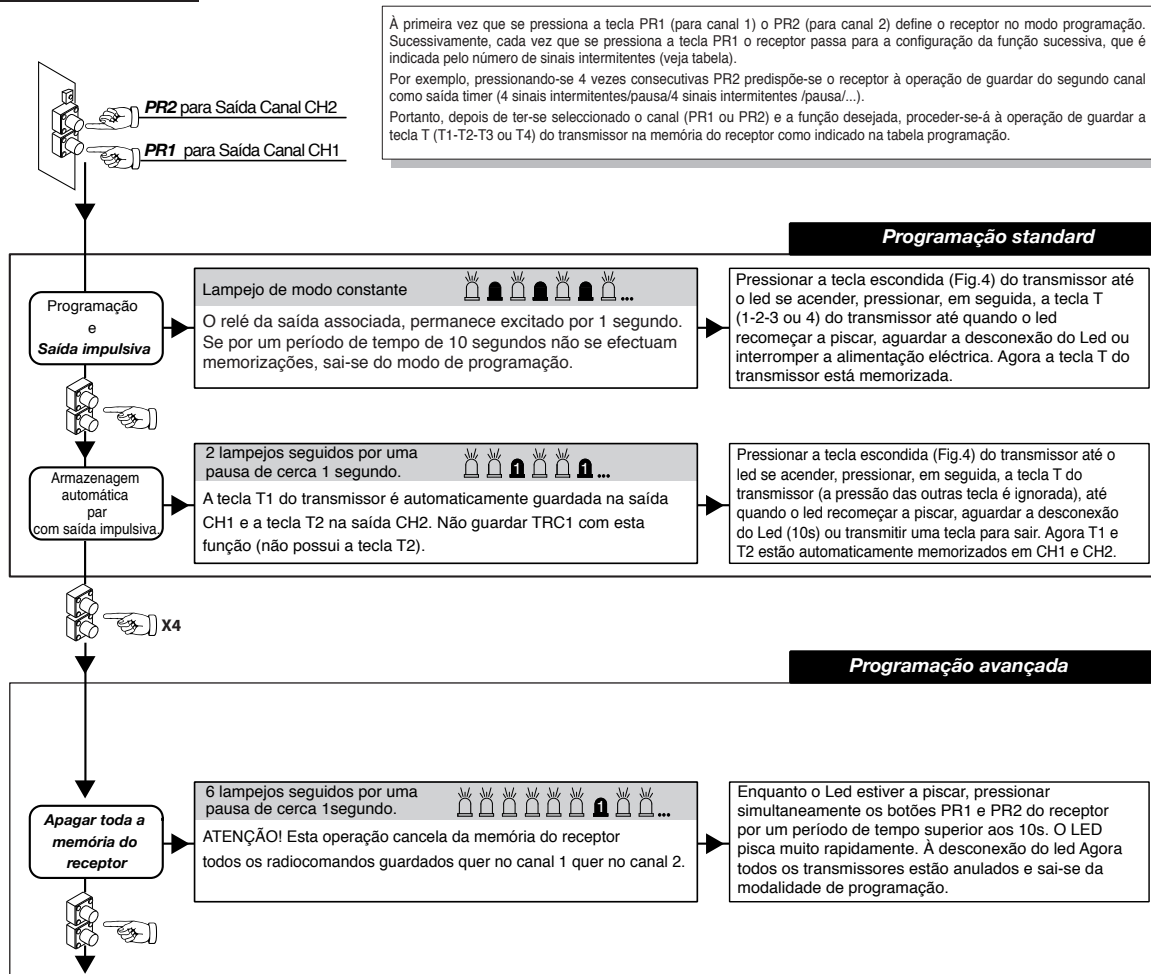 À primeira vez que se pressiona a tecla PR1 (para canal 1) o PR2 (para canal 2) define o receptor no modo programação.
Sucessivamente, cada vez que se pressiona a tecla PR1 o receptor passa para a configuração da função sucessiva, que é
indicada pelo número de sinais intermitentes (veja tabela).
Por exemplo, pressionando-se 4 vezes consecutivas PR2 predispõe-se o receptor à operação de guardar do segundo canal
como saída timer (4 sinais intermitentes/pausa/4 sinais intermitentes /pausa/...).
Portanto, depois de ter-se seleccionado o canal (PR1 ou PR2) e a função desejada, proceder-se-á à operação de guardar a
tecla T (T1-T2-T3 ou T4) do transmissor na memória do receptor como indicado na tabela programação.
PR2 para Saída Canal CH2
PR1 para Saída Canal CH1
Programação standard
Programação
e
Saída impulsiva
Lampejo de modo constante
...
O relé da saída associada, permanece excitado por 1 segundo.
Se por um período de tempo de 10 segundos não se efectuam
memorizações, sai-se do modo de programação.
Pressionar a tecla escondida (Fig.4) do transmissor até
o led se acender, pressionar, em seguida, a tecla T
(1-2-3 ou 4) do transmissor até quando o led
recomeçar a piscar, aguardar a desconexão do Led ou
interromper a alimentação eléctrica. Agora a tecla T do
transmissor está memorizada.
Armazenagem
automática
par
com saída impulsiva.
2 lampejos seguidos por uma
pausa de cerca 1 segundo.
1 1...
A tecla T1 do transmissor é automaticamente guardada na saída
CH1 e a tecla T2 na saída CH2. Não guardar TRC1 com esta
função (não possui a tecla T2).
Pressionar a tecla escondida (Fig.4) do transmissor até o
led se acender, pressionar, em seguida, a tecla T do
transmissor (a pressão das outras tecla é ignorada), até
quando o led recomeçar a piscar, aguardar a desconexão
do Led (10s) ou transmitir uma tecla para sair. Agora T1 e
T2 estão automaticamente memorizados em CH1 e CH2.
X4
Programação avançada
Apagar toda a
memória do
receptor
6 lampejos seguidos por uma
pausa de cerca 1segundo.
1 ...
ATENÇÃO! Esta operação cancela da memória do receptor
todos os radiocomandos guardados quer no canal 1 quer no canal 2.
Enquanto o Led estiver a piscar, pressionar
simultaneamente os botões PR1 e PR2 do receptor
por um período de tempo superior aos 10s. O LED
pisca muito rapidamente. À desconexão do led Agora
todos os transmissores estão anulados e sai-se da
modalidade de programação.